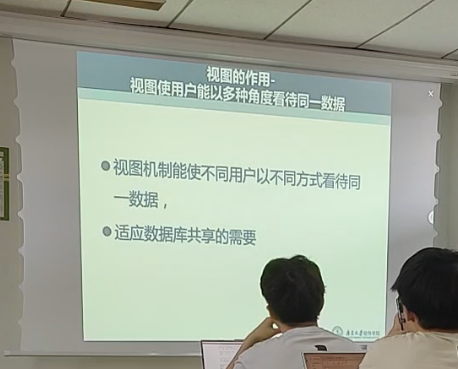 视图的作用-
视图使用户能以多种角度看待同一数据
视图机制能使不同用户以不同方式看待同
一数据，
适应数据库共享的需要